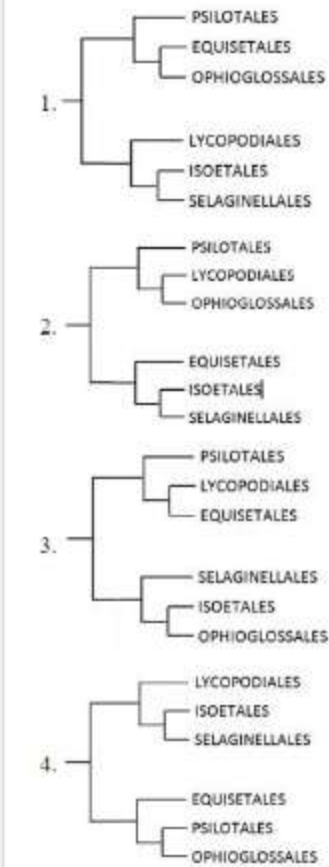 PSILOTALES
EQUISETALES
OPHIOGLOSSALES
1.
LYCOPODIALES
ISOETALES
SELAGINELLALES
PSILOTALES
LYCOPODIALES
OPHIOGLOSSALES
2.
EQUISETALES
ISOETALES
SELAGINELLALES
PSILOTALES
LYCOPODIALES
EQUISETALES
3.
SELAGINELLALES
ISOETALES
OPHIOGLOSSALES
LYCOPODIALES
ISOETALES
SELAGINELLALES
4.
EQUISETALES
PSILOTALES
OPHIOGLOSSALES